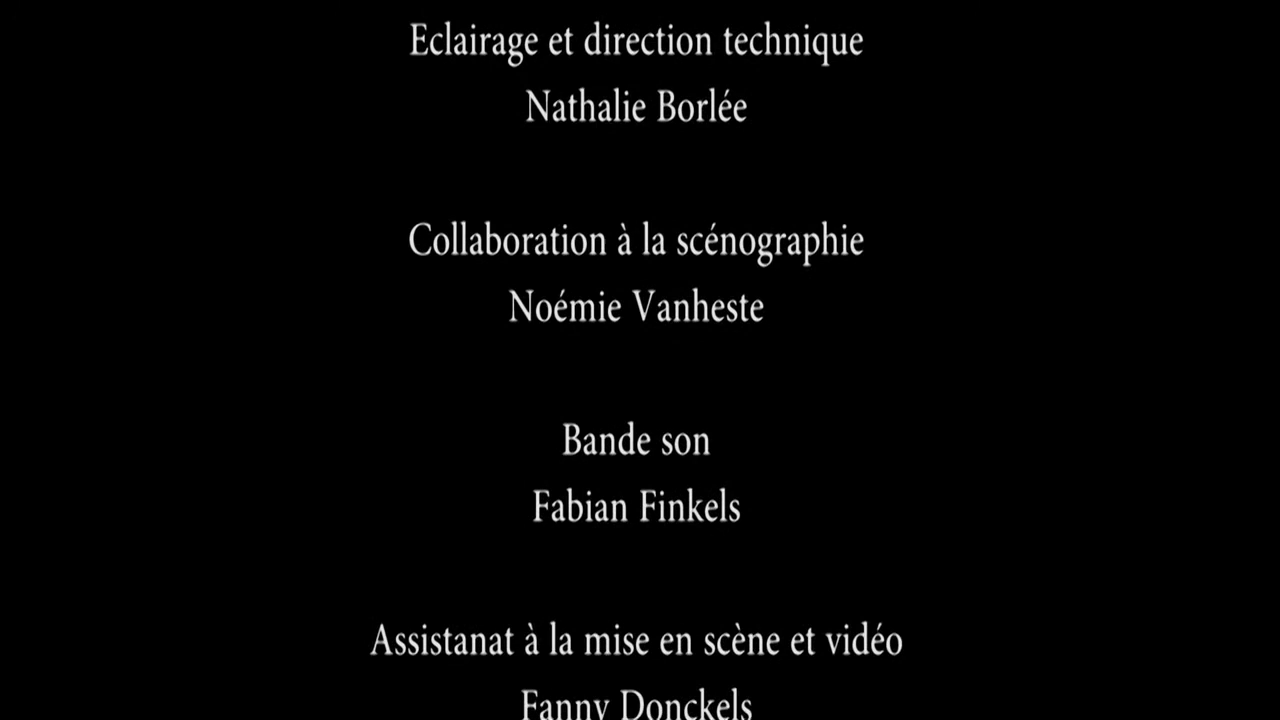 Eclairage et direction technique
Nathalie Borlée
Collaboration à la scénographie
Noémie Vanheste
Bande son
Fabian Finkels
Assistanat à la mise en scène et vidéo
Fanny Donckels